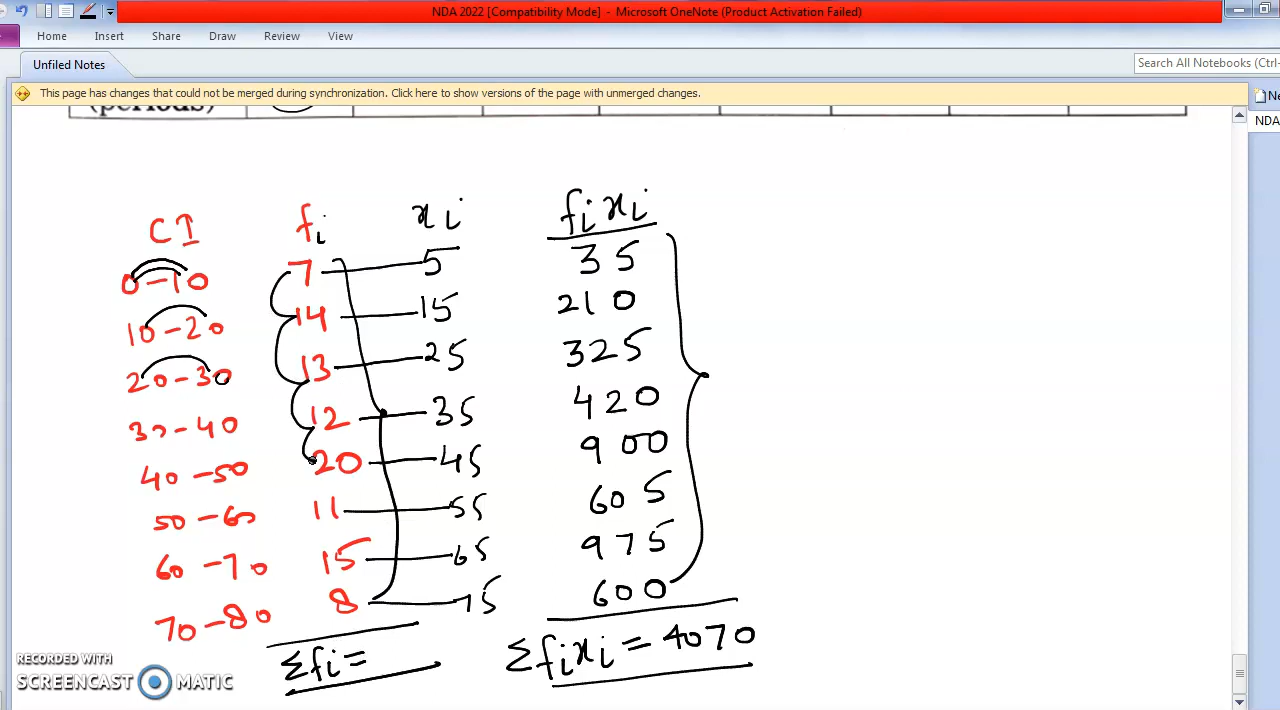 NDA 2022 [Compatibility Mode] - Microsoft OneNote (Product Activation Failed)
Home Insert Share Draw Review View
Unfiled Notes
Search All Notebooks (Ctrl-
This page has changes that could not be merged during synchronization. Click here to show versions of the page with unmerged changes.
Ne
(periods)
NDA
CI fi xi fixi
0-10 7 5 35
10-20 14 15 210
20-30 13 25 325
30-40 12 35 420
40-50 20 45 900
50-60 11 55 605
60-70 15 65 975
70-80 8 75 600
Σfi= Σfixi=4070
RECORDED WITH
SCREENCAST MATIC